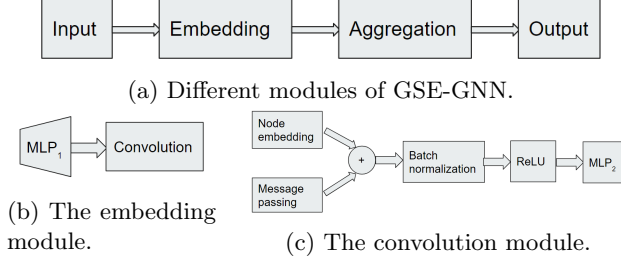 Input Embedding Aggregation Output
(a) Different modules of GSE-GNN.
MLP1 Convolution
(b) The embedding
module.
Node
embedding
Message
passing
+
Batch
normalization
ReLU
MLP2
(c) The convolution module.